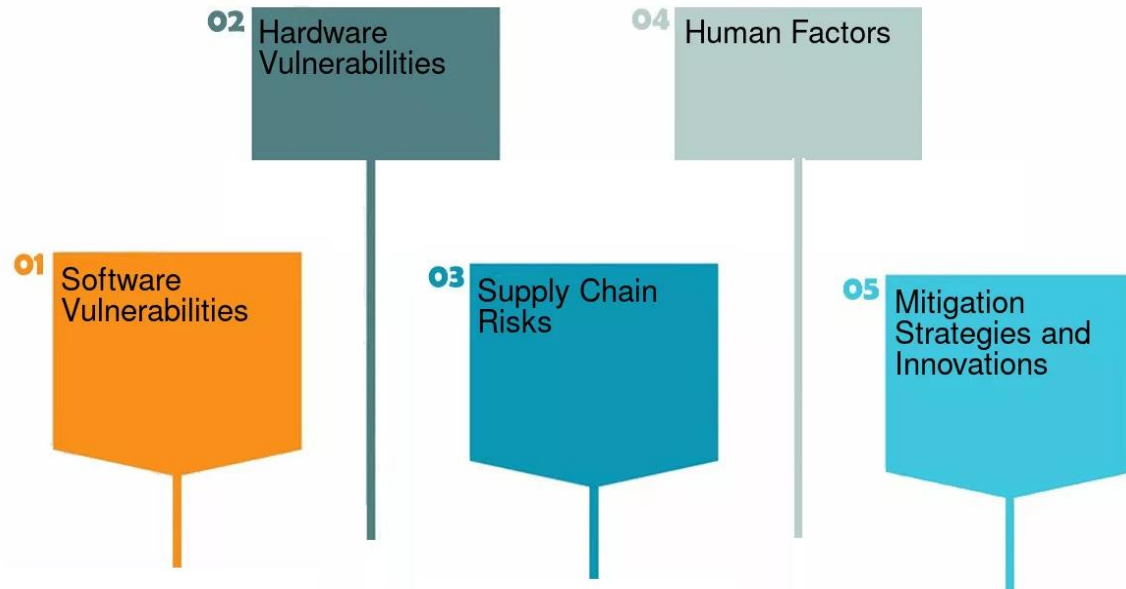 01
Software
Vulnerabilities
02
Hardware
Vulnerabilities
03
Supply Chain
Risks
04
Human Factors
05
Mitigation
Strategies and
Innovations